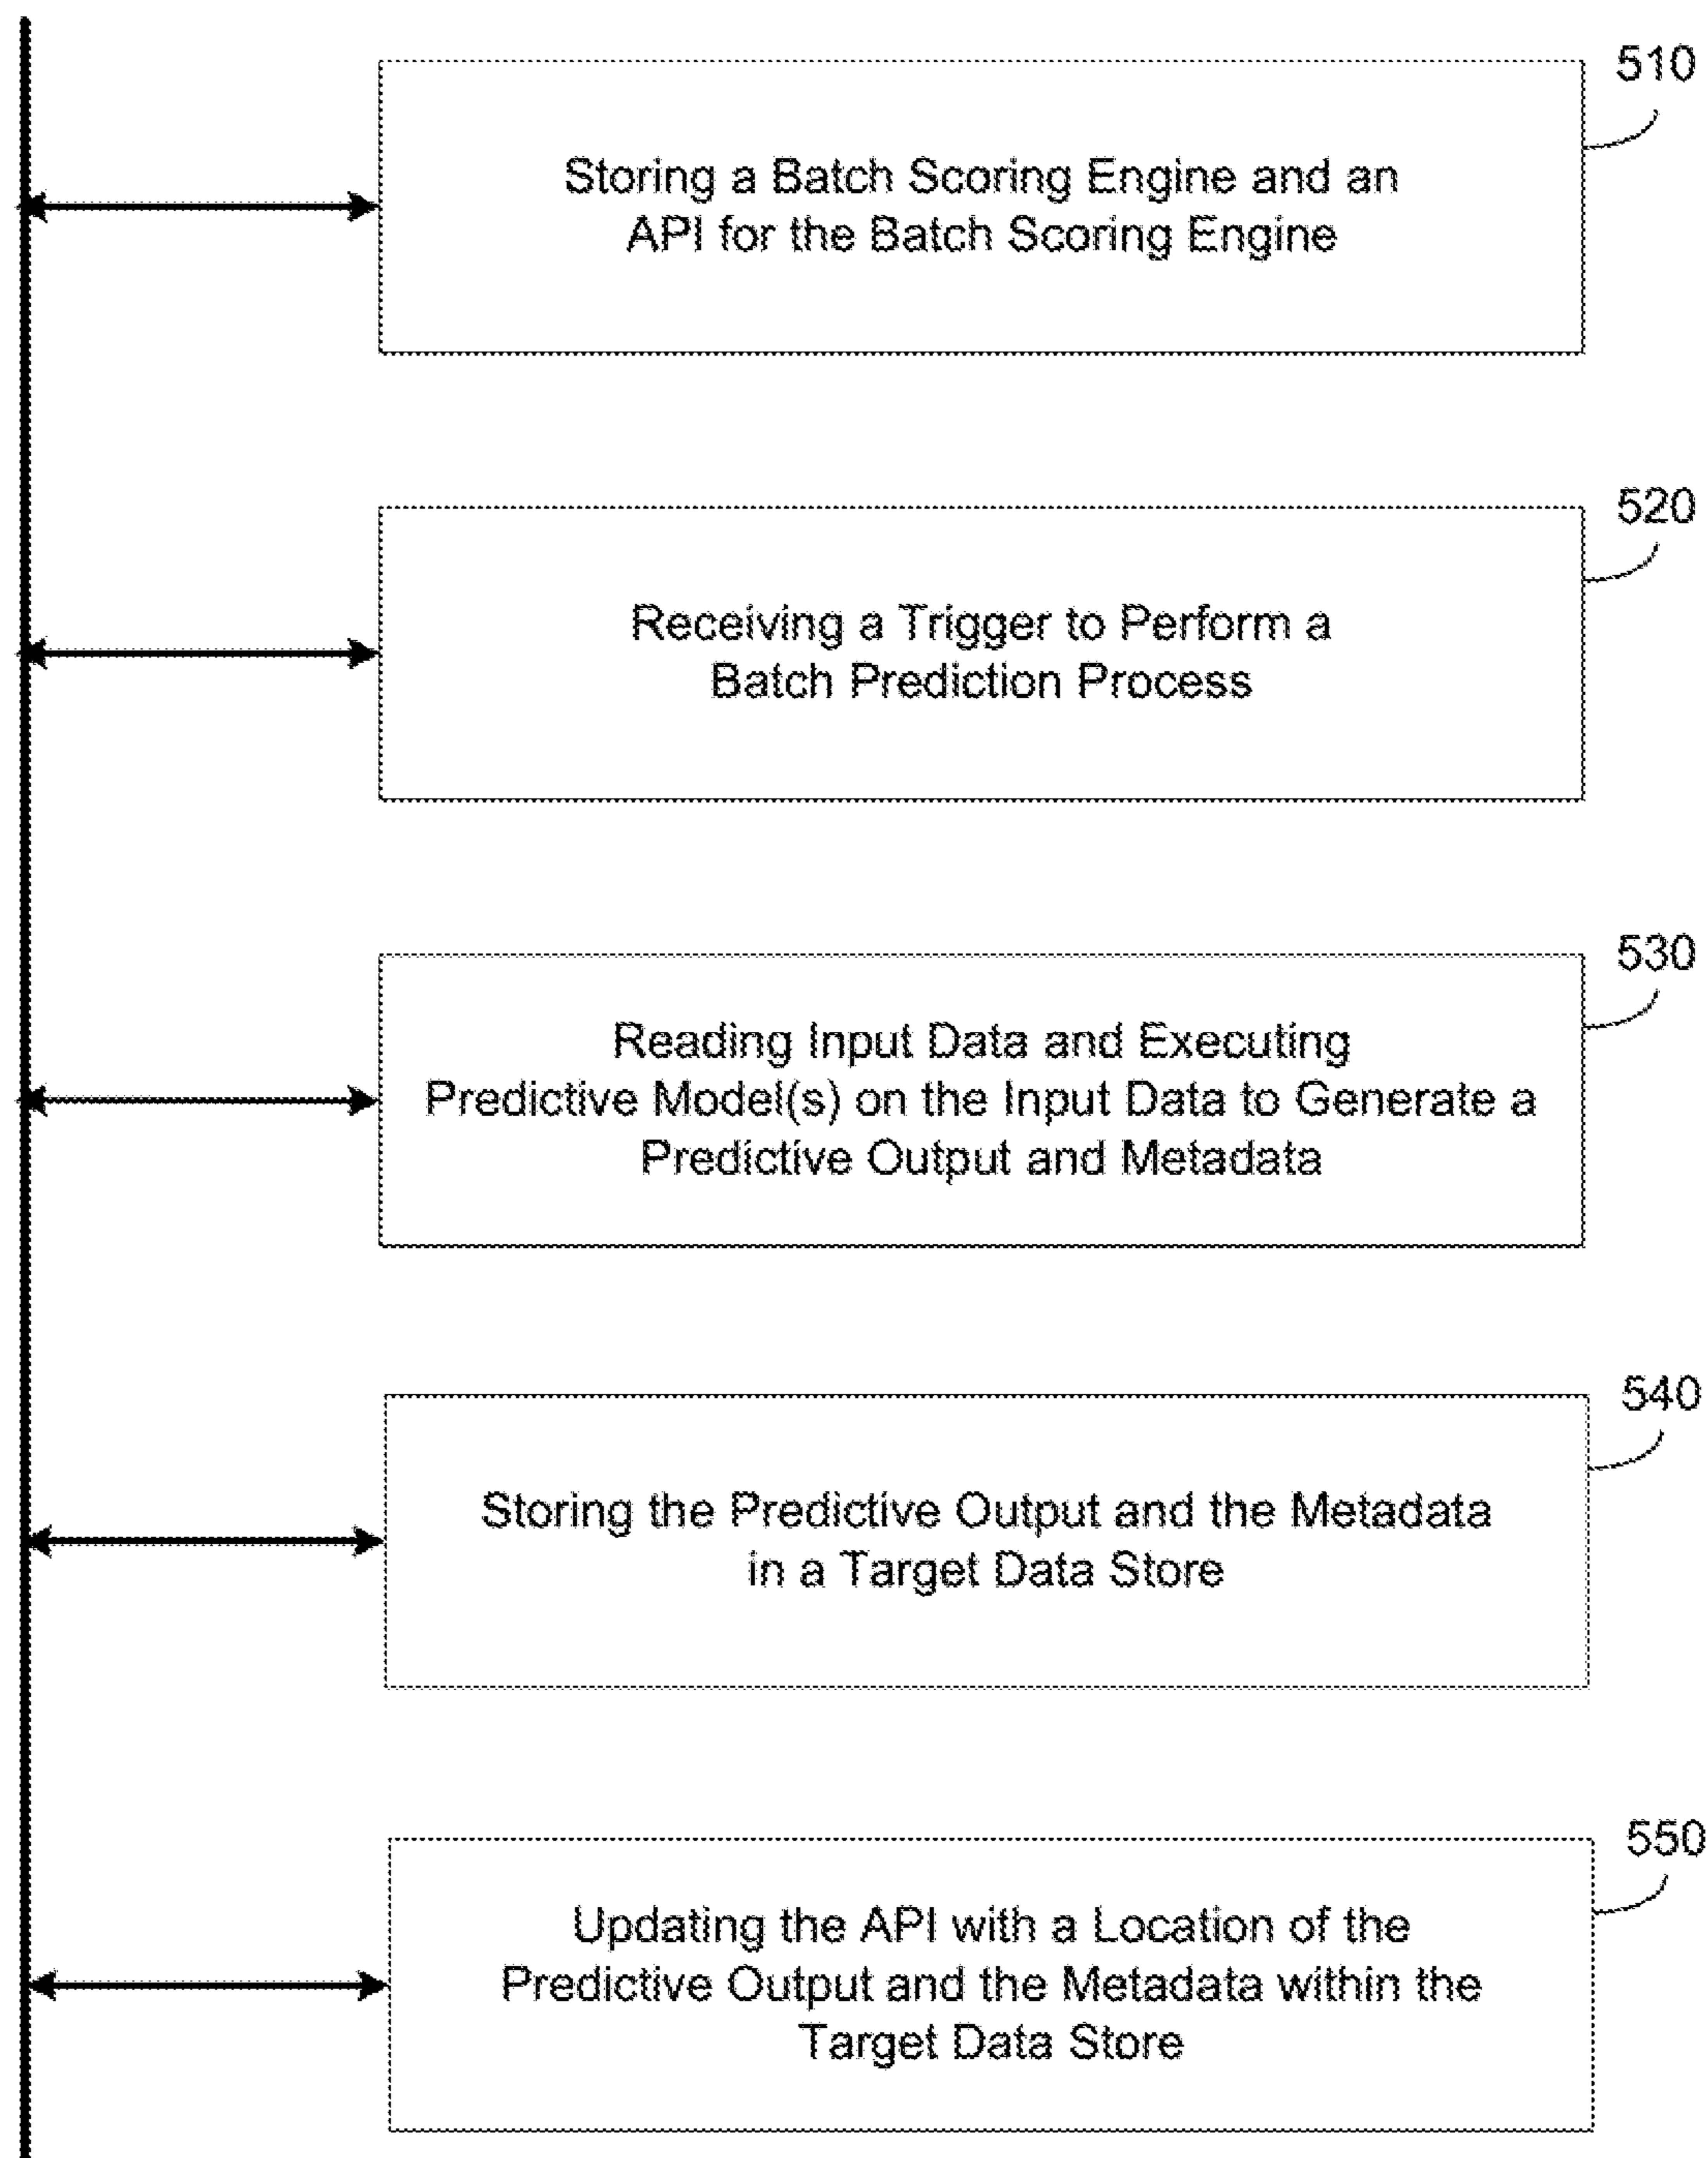 510
Storing a Batch Scoring Engine and an
API for the Batch Scoring Engine
520
Receiving a Trigger to Perform a
Batch Prediction Process
530
Reading Input Data and Executing
Predictive Model(s) on the Input Data to Generate a
Predictive Output and Metadata
540
Storing the Predictive Output and the Metadata
in a Target Data Store
550
Updating the API with a Location of the
Predictive Output and the Metadata within the
Target Data Store